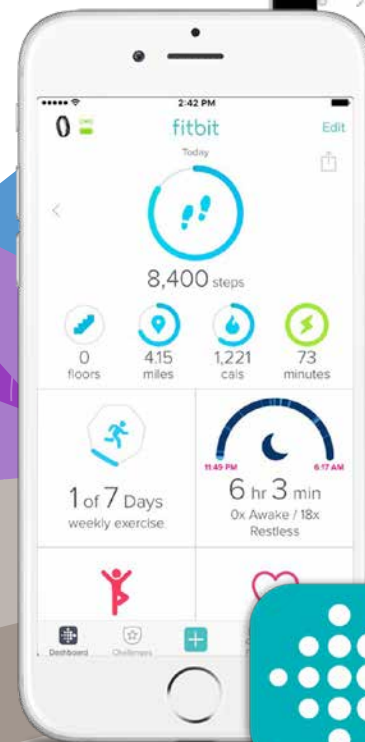 2:42 PM
fitbit
Edit
Today
8,400 steps
0
floors
4.15
miles
1,221
cals
73
minutes
1 of 7 Days
weekly exercise
11:49 PM
6:17 AM
6 hr 3 min
0x Awake / 18x
Restless
Dashboard
Challenges